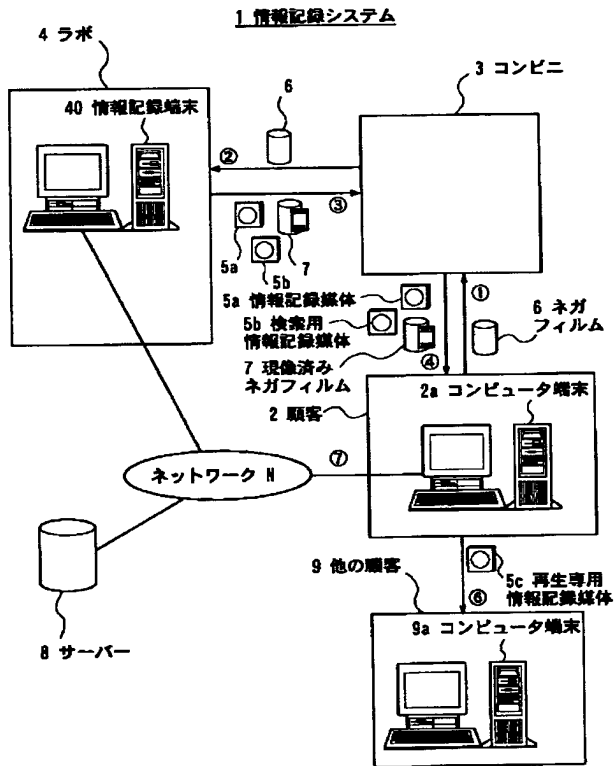 1 情報記録システム
4 ラボ
40 情報記録端末
6
3 コンビニ
②
③
5a
5b
7
5a 情報記録媒体
①
5b 検索用
情報記録媒体
6 ネガ
フィルム
7 現像済み
ネガフィルム
④
2 顧客
2a コンピュータ端末
ネットワーク N
⑦
8 サーバー
9 他の顧客
5c 再生専用
情報記録媒体
⑥
9a コンピュータ端末